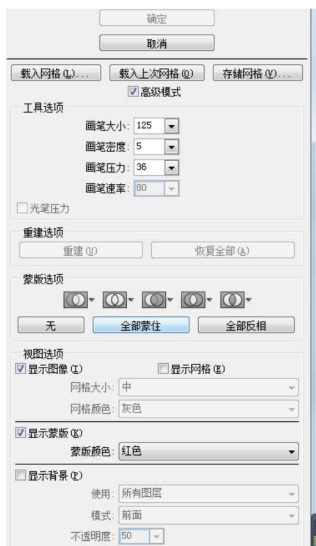 确定
取消
载入网格(L)... 载入上次网格(O) 存储网格(V)...
高级模式
工具选项
画笔大小: 125
画笔密度: 5
画笔压力: 36
画笔速率: 80
光笔压力
重建选项
重建(U) 恢复全部(A)
蒙版选项
无 全部蒙住 全部反相
视图选项
显示图像(I) 显示网格(E)
网格大小: 中
网格颜色: 灰色
显示蒙版(K)
蒙版颜色: 红色
显示背景(P)
使用: 所有图层
模式: 前面
不透明度: 50